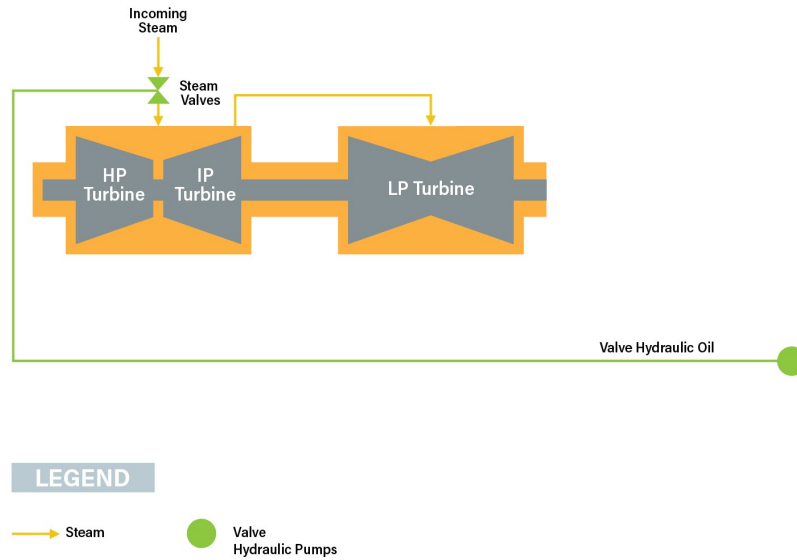 Incoming
Steam
Steam
Valves
HP
Turbine
IP
Turbine
LP Turbine
Valve Hydraulic Oil
LEGEND
Steam
Valve
Hydraulic Pumps